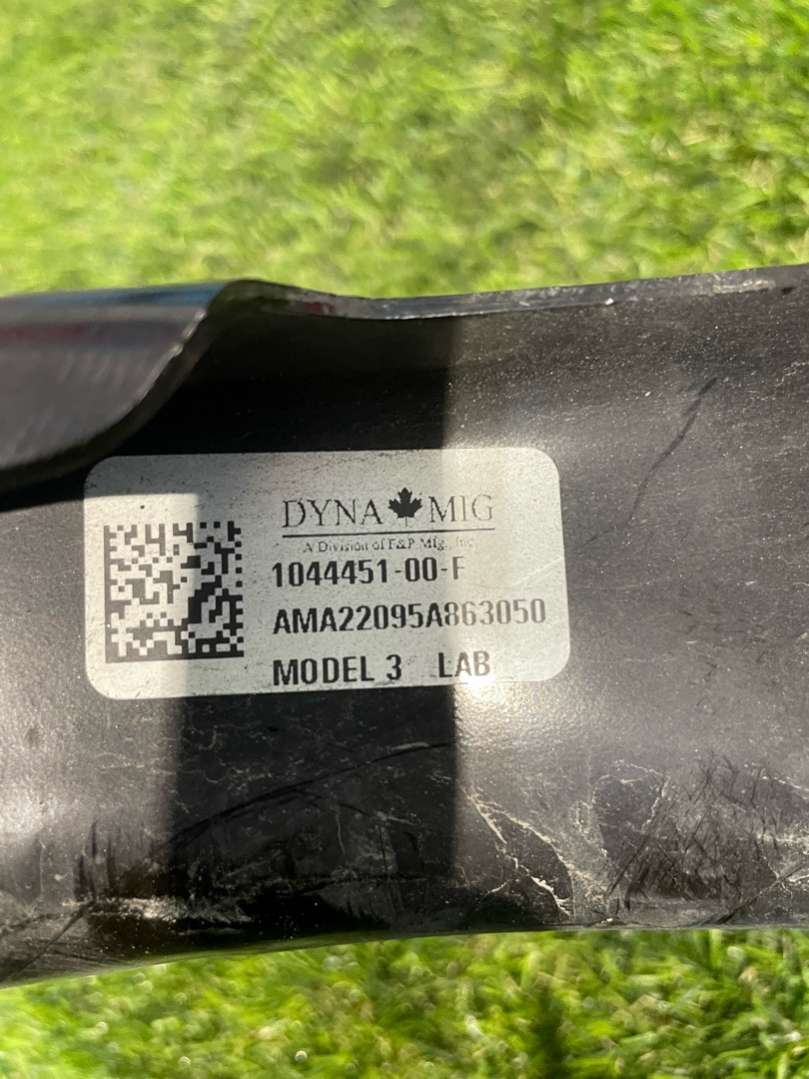 DYNA MIG
A Division of F&P Mfg., Inc.
1044451-00-F
AMA22095A863050
MODEL 3 LAB